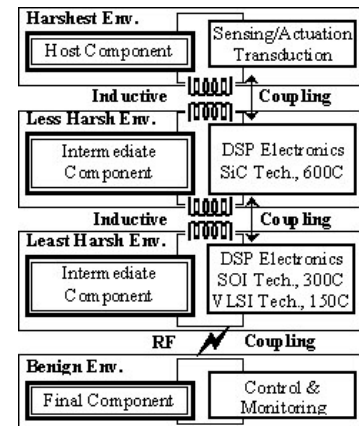 Harshest Env.
Host Component
Sensing/Actuation
Transduction
Inductive Coupling
Less Harsh Env.
Intermediate
Component
DSP Electronics
SiC Tech., 600C
Inductive Coupling
Least Harsh Env.
Intermediate
Component
DSP Electronics
SOI Tech., 300C
VLSI Tech., 150C
RF Coupling
Benign Env.
Final Component
Control &
Monitoring